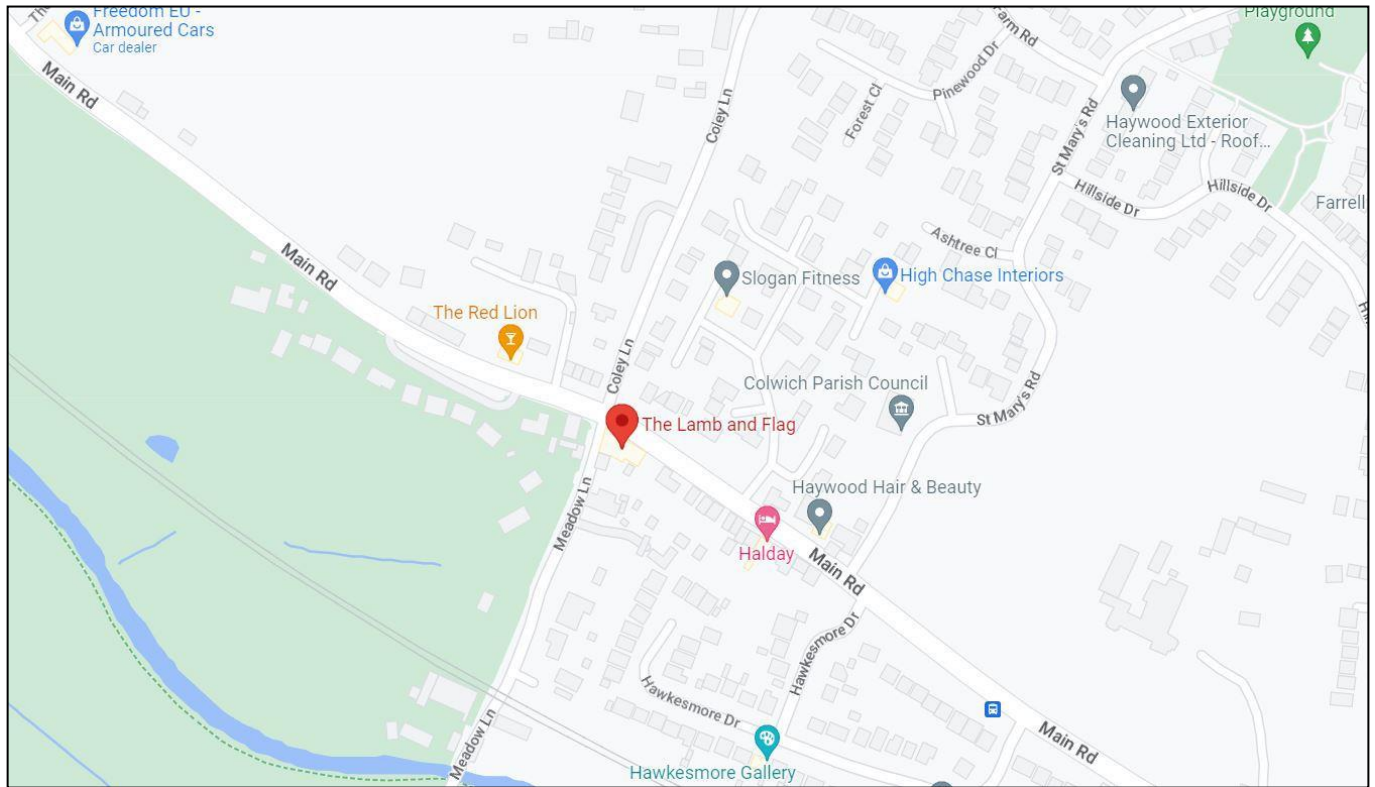 Freedom EU -
Armoured Cars
Car dealer
Playground
Farm Rd
Main Rd
Coley Ln
Pinewood Dr
Forest Cl
St Mary's Rd
Haywood Exterior
Cleaning Ltd - Roof...
Hillside Dr
Hillside Dr
Farrell
Ashtree Cl
Main Rd
Slogan Fitness
High Chase Interiors
The Red Lion
Coley Ln
Colwich Parish Council
St Mary's Rd
The Lamb and Flag
Meadow Ln
Haywood Hair & Beauty
Halday
Main Rd
Hawkesmore Dr
Hawkesmore Dr
Meadow Ln
Main Rd
Hawkesmore Gallery